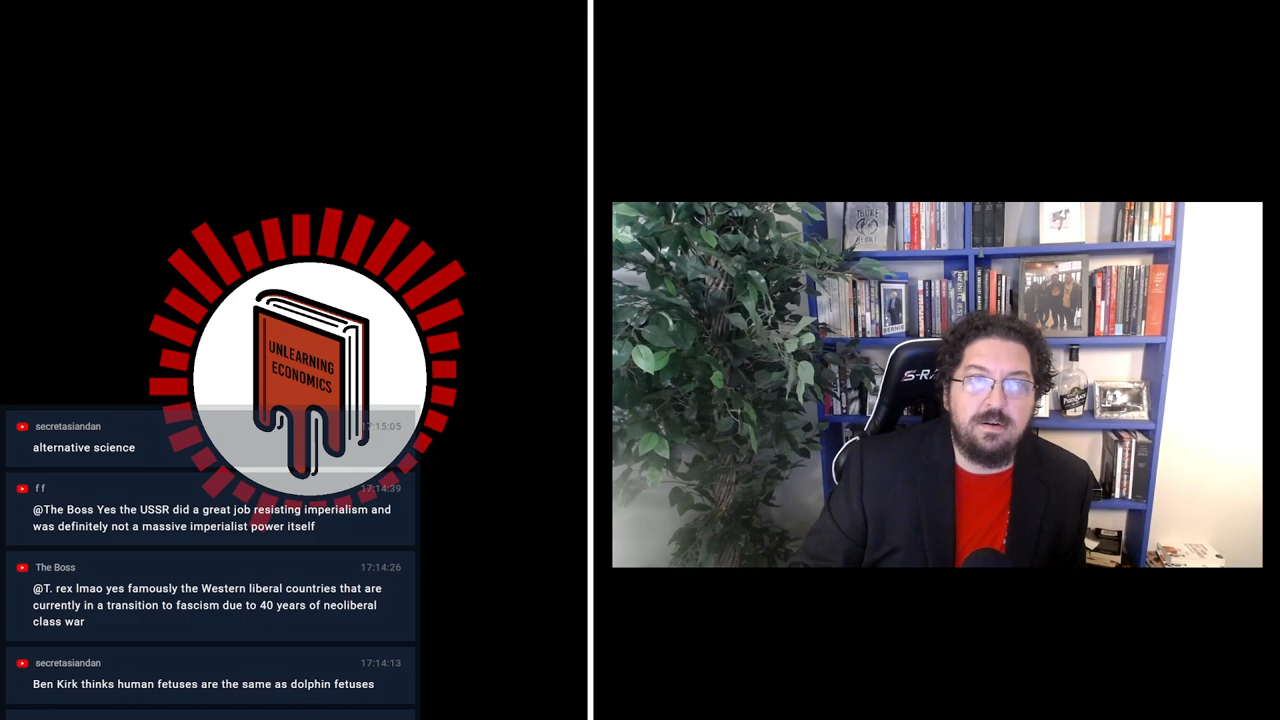 UNLEARNING
ECONOMICS
secretasiandan
17:15:05
alternative science
f f
17:14:39
@The Boss Yes the USSR did a great job resisting imperialism and
was definitely not a massive imperialist power itself
The Boss
17:14:26
@T. rex lmao yes famously the Western liberal countries that are
currently in a transition to fascism due to 40 years of neoliberal
class war
secretasiandan
17:14:13
Ben Kirk thinks human fetuses are the same as dolphin fetuses
BERNIE
INFINITE JEST